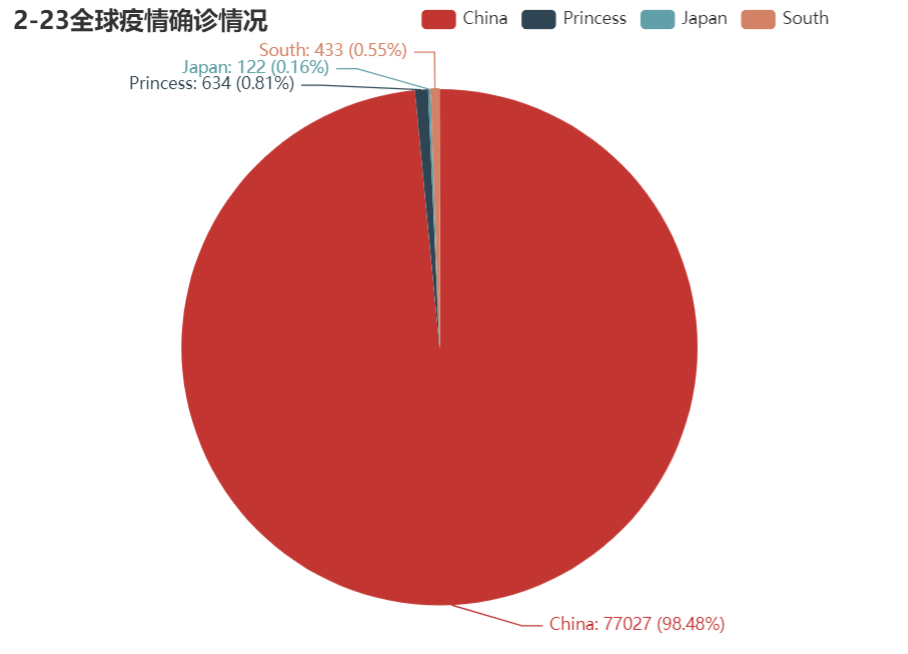 2-23全球疫情确诊情况
China
Princess
Japan
South
South: 433 (0.55%)
Japan: 122 (0.16%)
Princess: 634 (0.81%)
China: 77027 (98.48%)